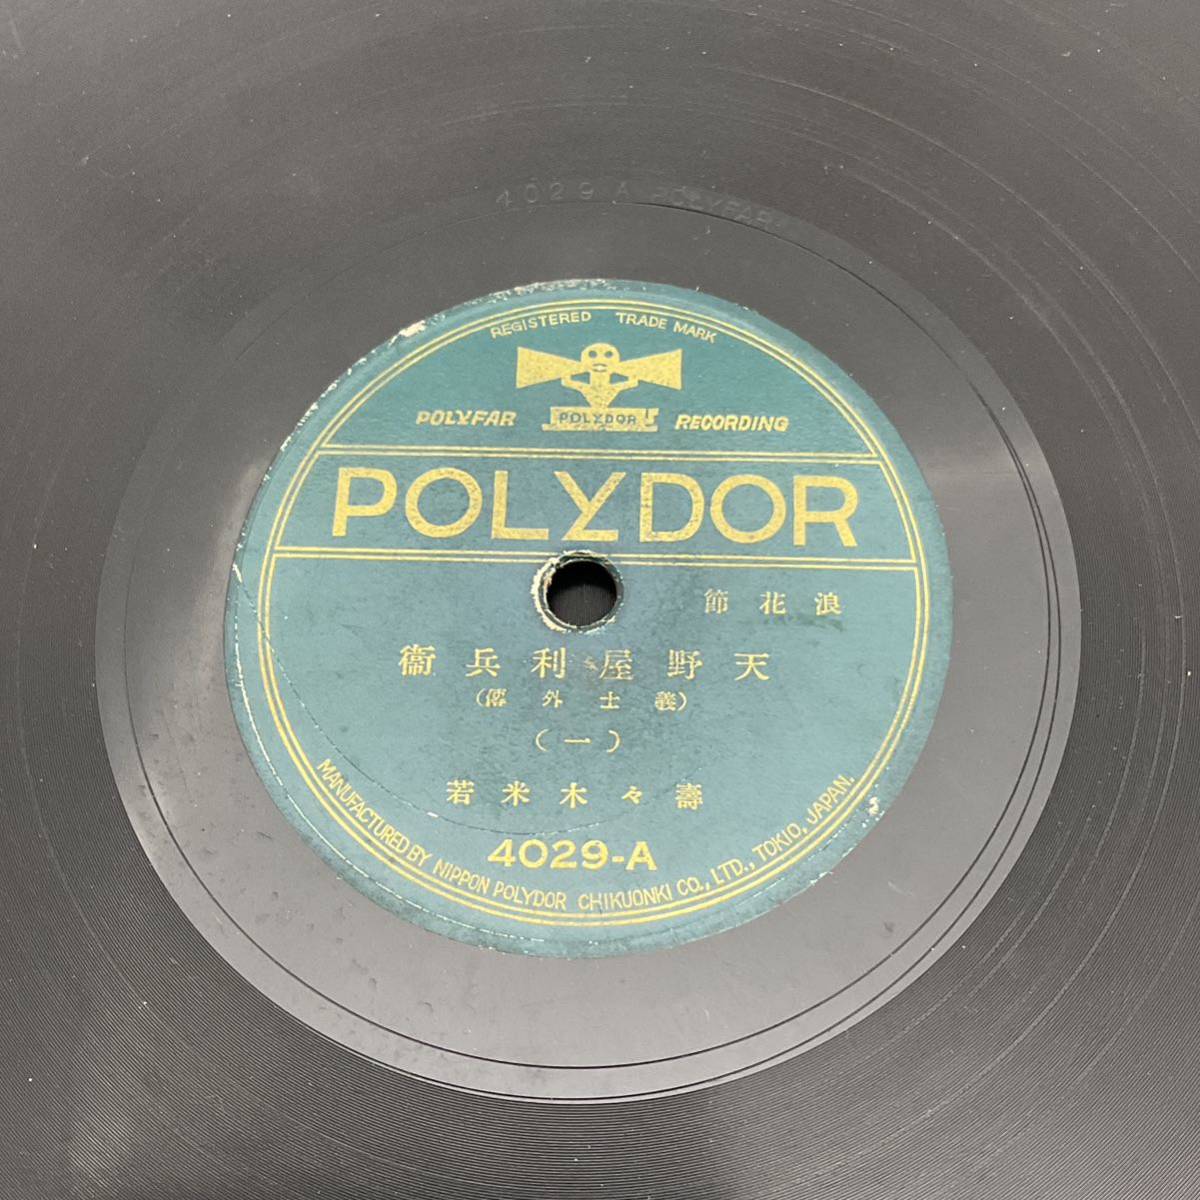 4029 A POLYFAR
REGISTERED TRADE MARK
POLYFAR POLYDOR RECORDING
POLYDOR
節花浪
衞兵利屋野天
(傳外士義)
(一)
若米木々壽
4029-A
MANUFACTURED BY NIPPON POLYDOR CHIKUONKI CO., LTD., TOKIO, JAPAN.